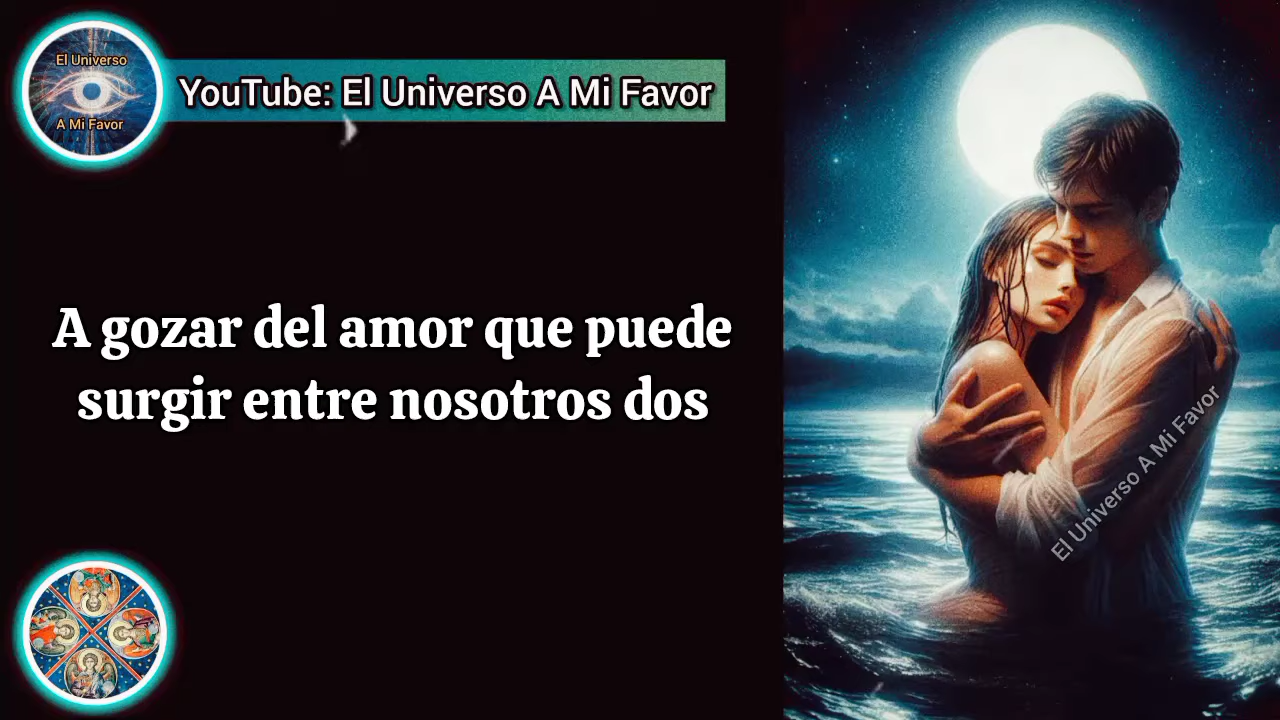 El Universo
A Mi Favor
YouTube: El Universo A Mi Favor
A gozar del amor que puede
surgir entre nosotros dos
El Universo A Mi Favor